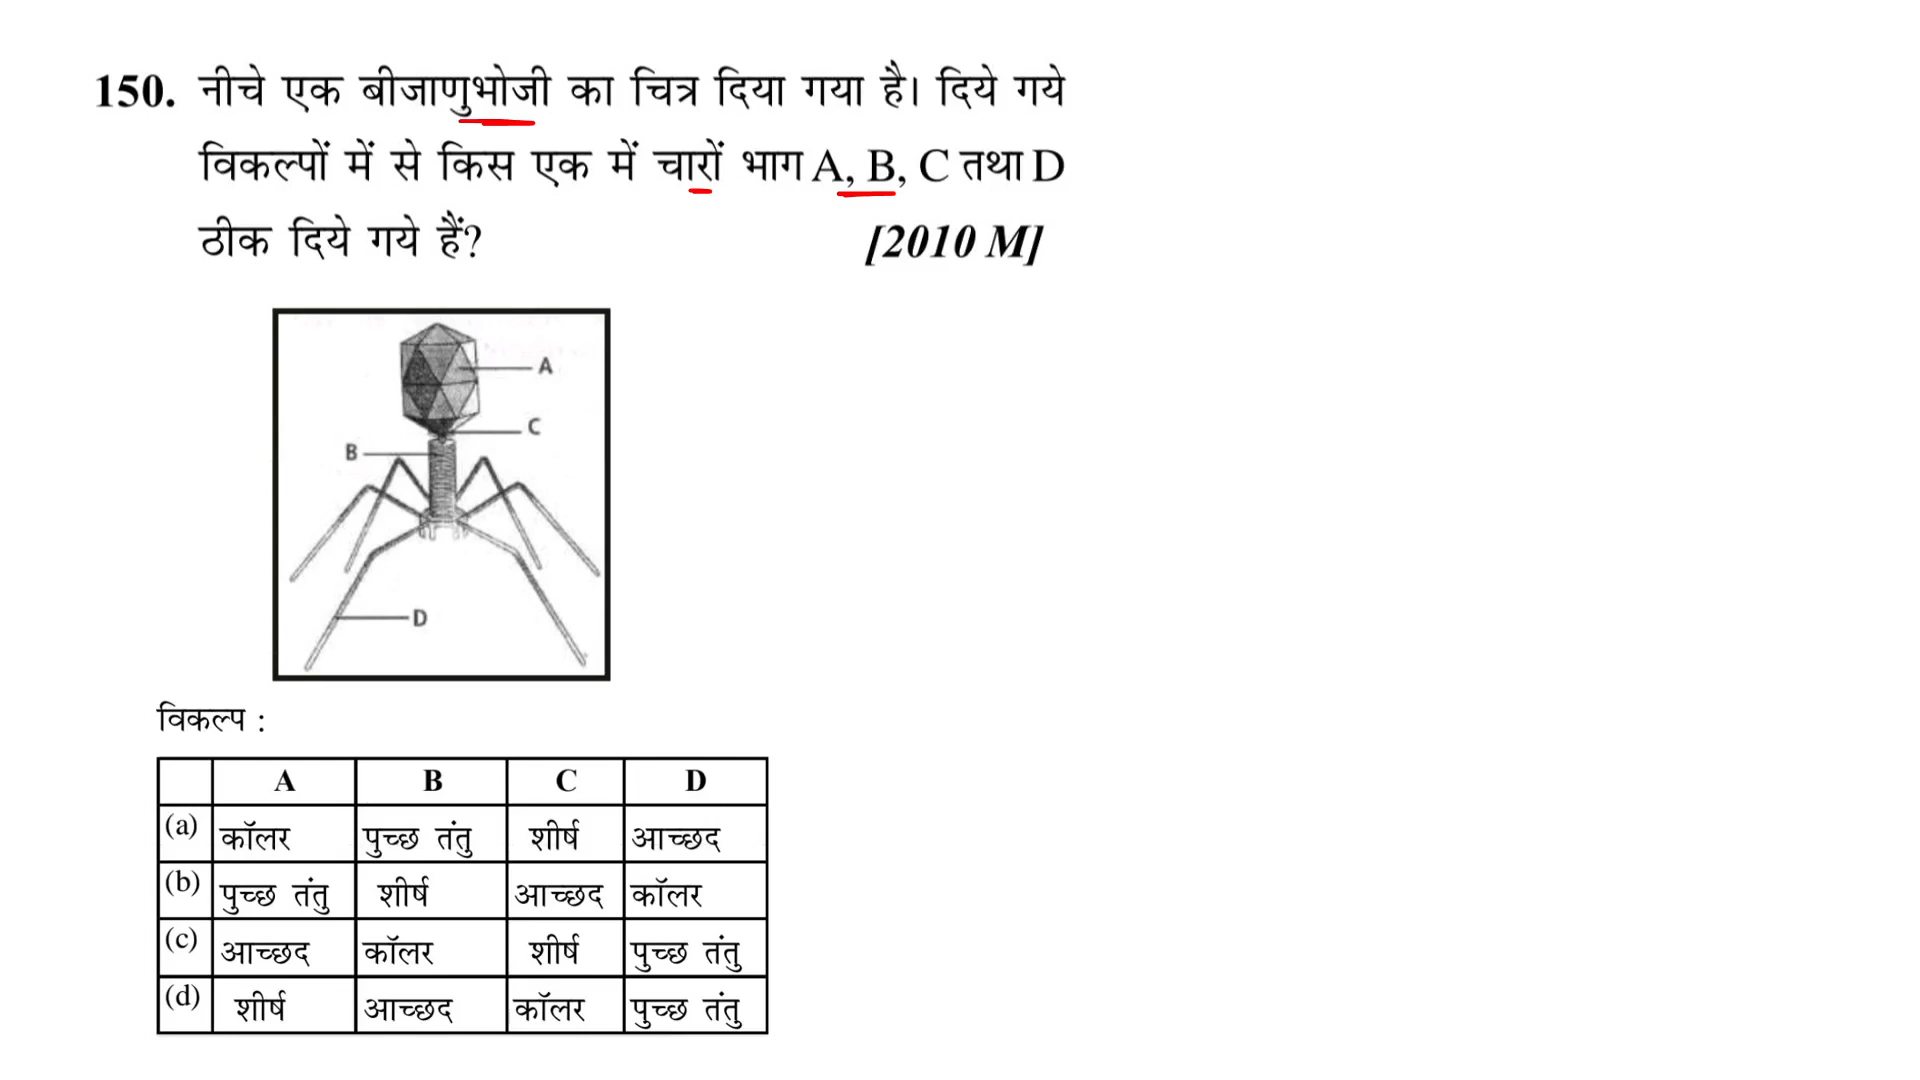 150. नीचे एक बीजाणुभोजी का चित्र दिया गया है। दिये गये
विकल्पों में से किस एक में चारों भाग A, B, C तथा D
ठीक दिये गये हैं? [2010 M]
A
C
B
D
विकल्प :
A B C D
(a) कॉलर पुच्छ तंतु शीर्ष आच्छद
(b) पुच्छ तंतु शीर्ष आच्छद कॉलर
(c) आच्छद कॉलर शीर्ष पुच्छ तंतु
(d) शीर्ष आच्छद कॉलर पुच्छ तंतु